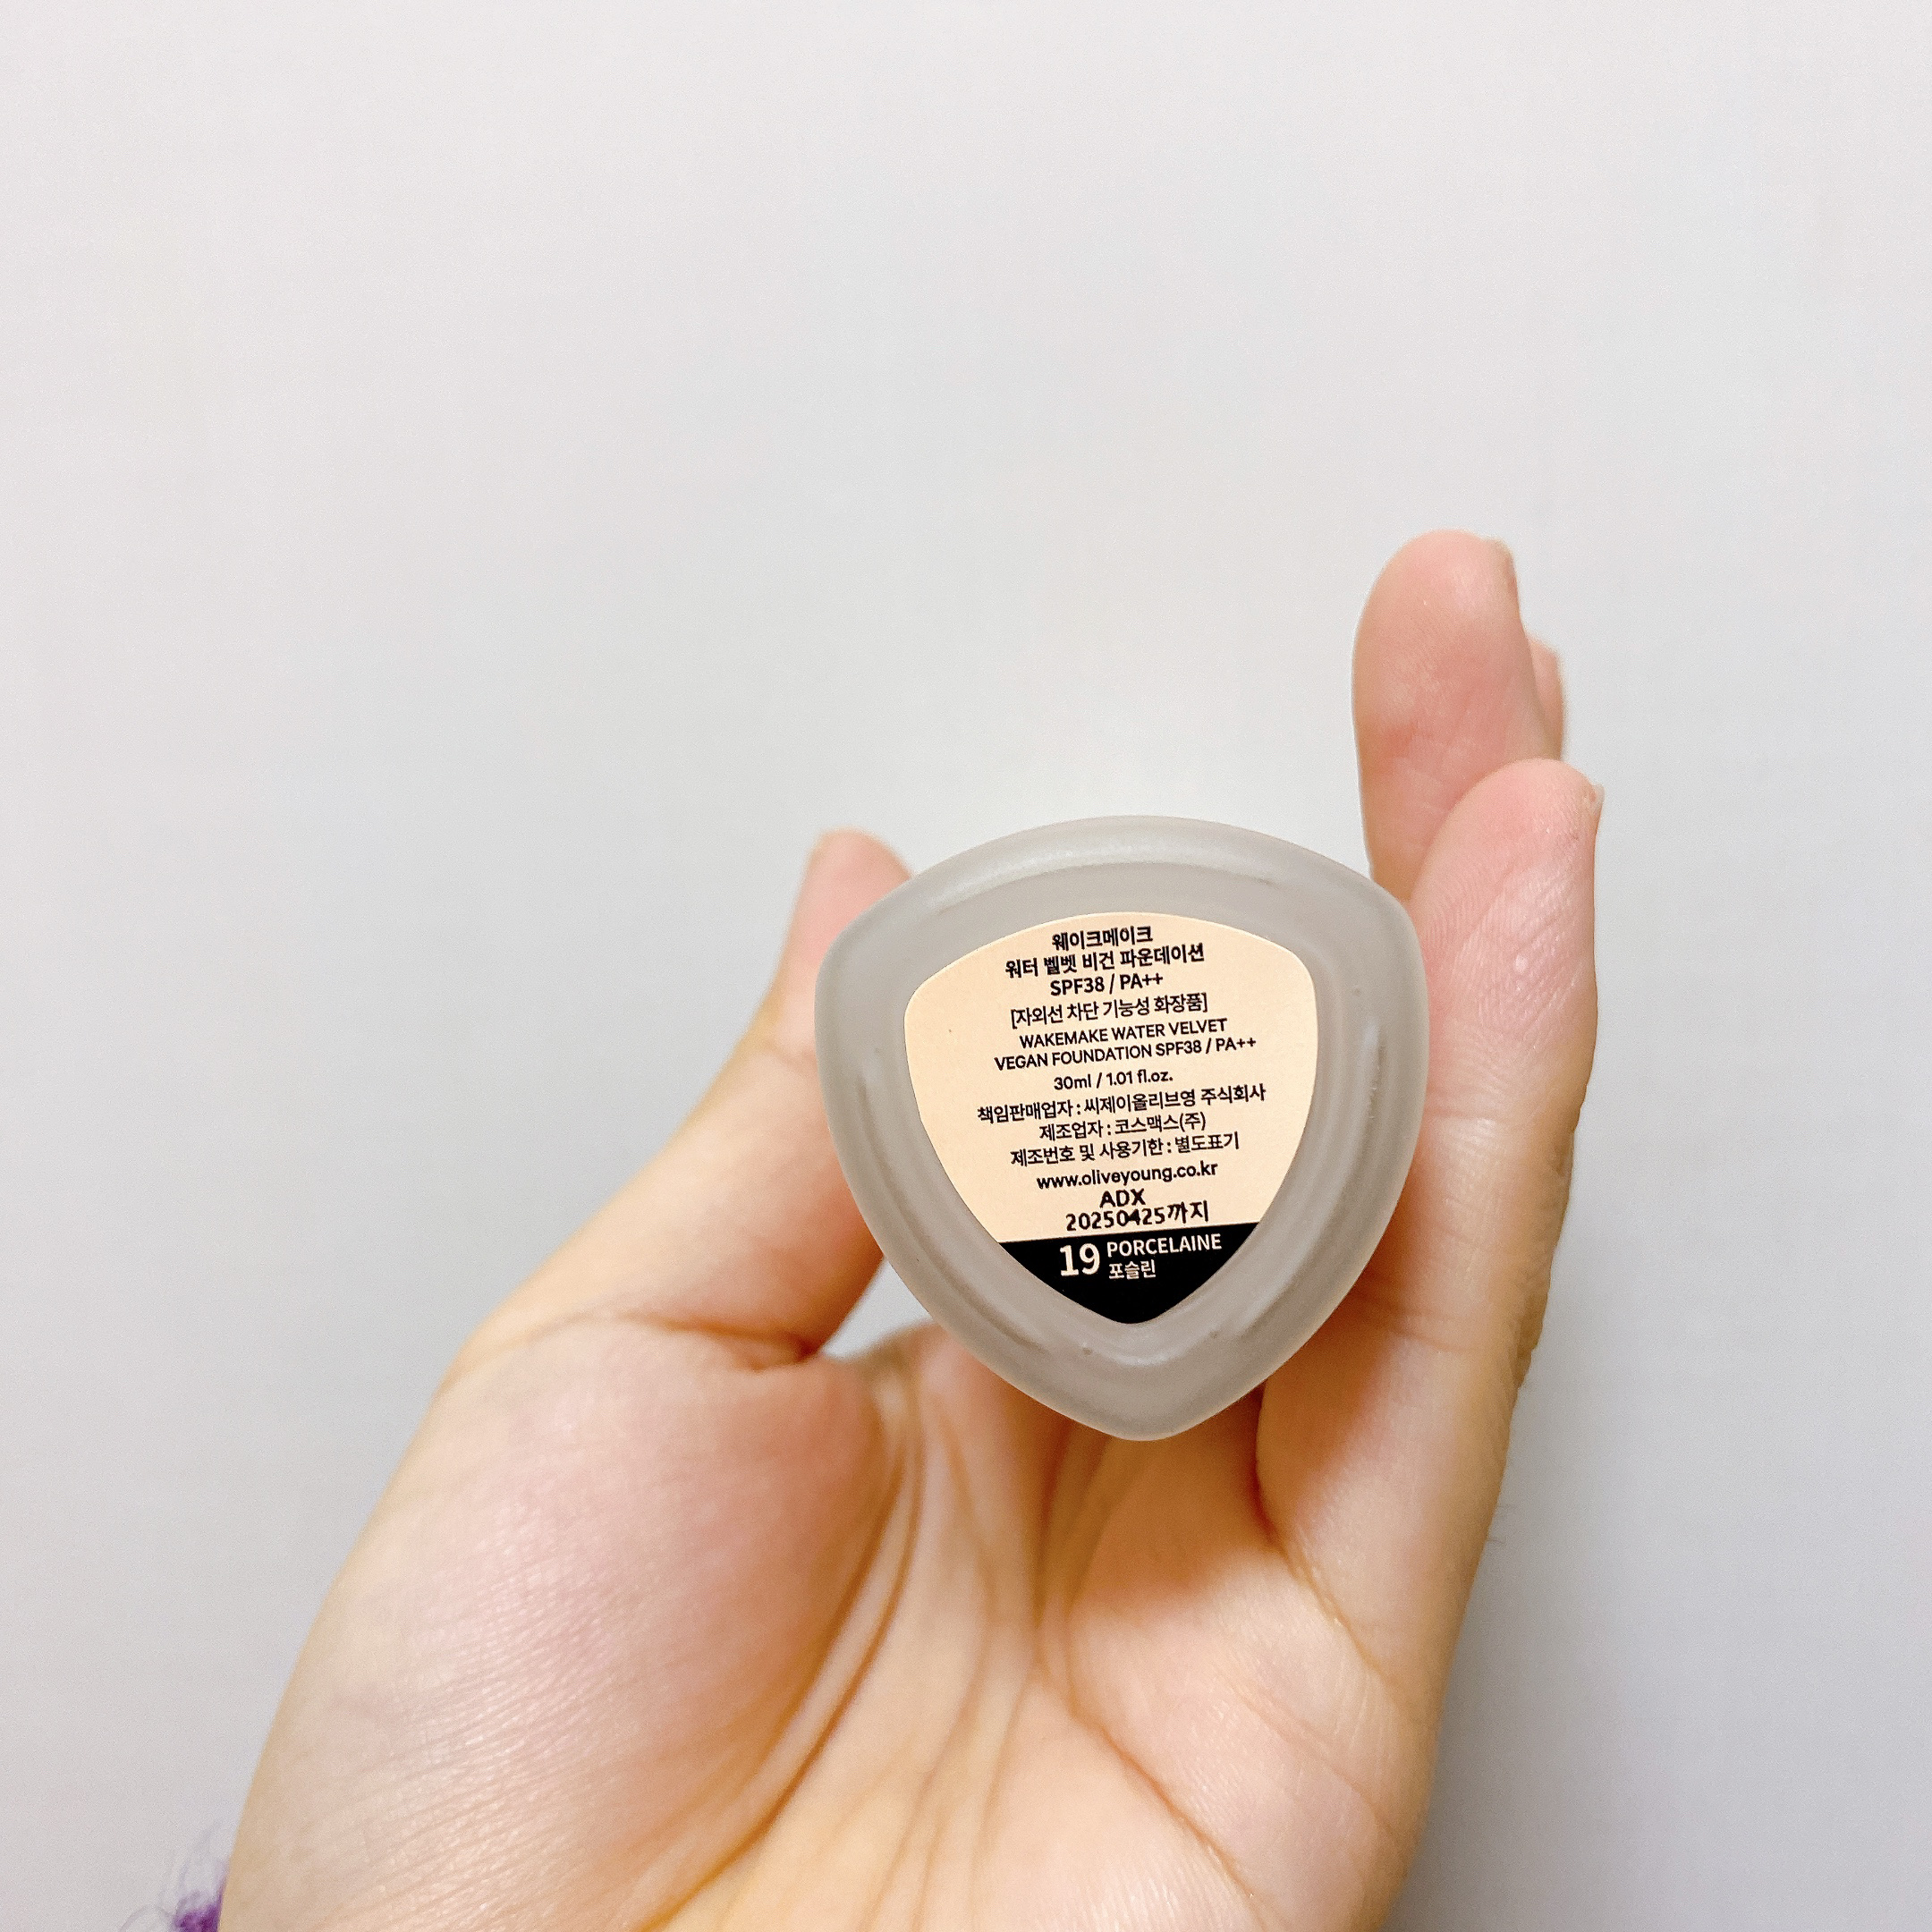 웨이크메이크
워터 벨벳 비건 파운데이션
SPF38 / PA++
[자외선 차단 기능성 화장품]
WAKEMAKE WATER VELVET
VEGAN FOUNDATION SPF38 / PA++
30ml / 1.01 fl.oz.
책임판매업자 : 씨제이올리브영 주식회사
제조업자 : 코스맥스(주)
제조번호 및 사용기한 : 별도표기
www.oliveyoung.co.kr
ADX
20250425까지
19 PORCELAINE
포슬린